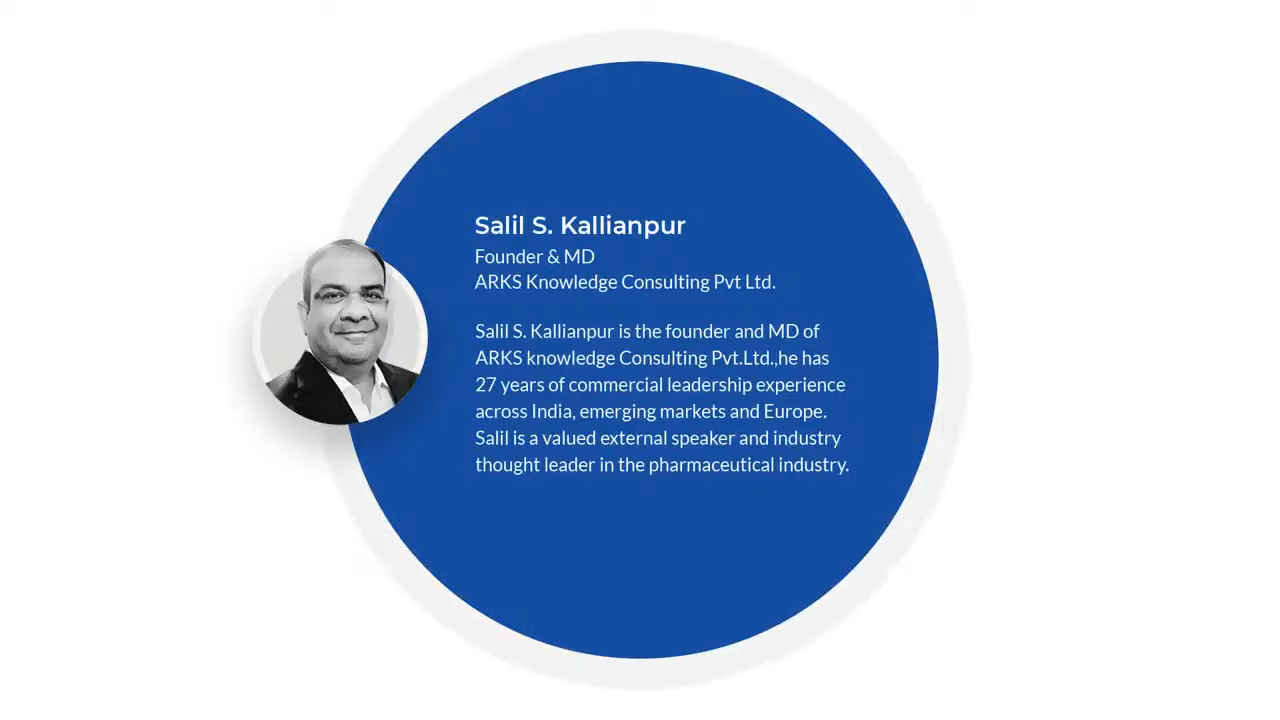 Salil S. Kallianpur
Founder & MD
ARKS Knowledge Consulting Pvt Ltd.
Salil S. Kallianpur is the founder and MD of
ARKS knowledge Consulting Pvt.Ltd.,he has
27 years of commercial leadership experience
across India, emerging markets and Europe.
Salil is a valued external speaker and industry
thought leader in the pharmaceutical industry.